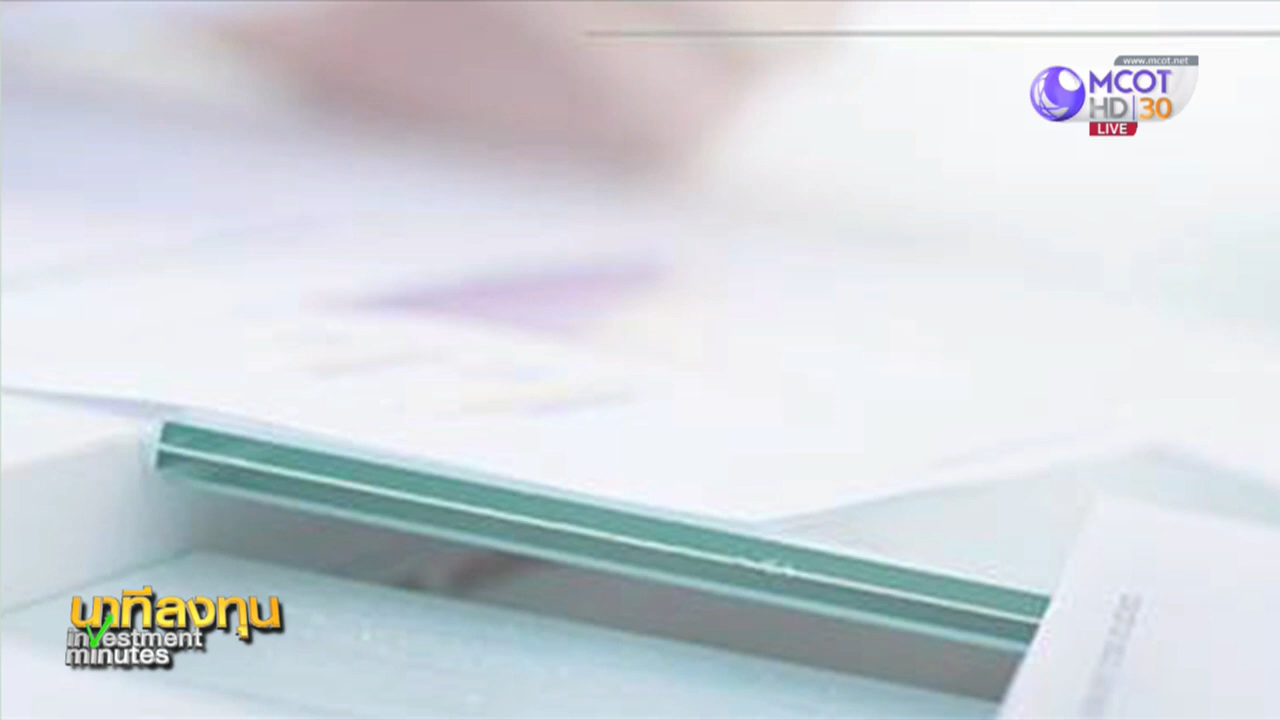 www.mcot.net
MCOT
HD 30
LIVE
นาทีลงทุน
investment
minutes